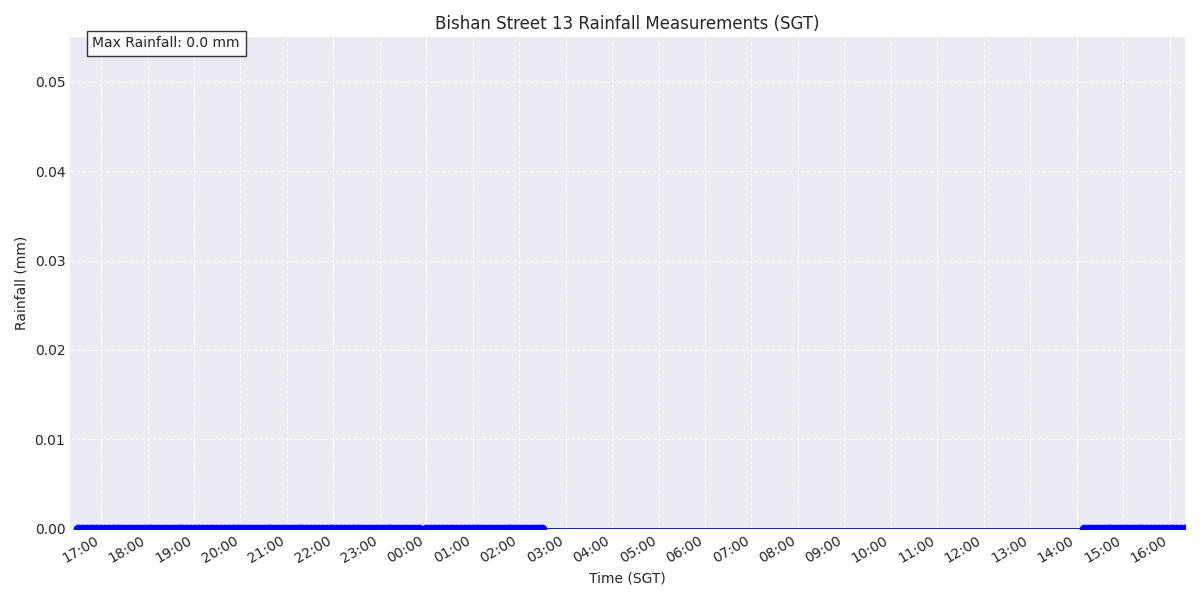 Bishan Street 13 Rainfall Measurements (SGT)
Max Rainfall: 0.0 mm
0.05
0.04
0.03
0.02
0.01
0.00
Rainfall (mm)
17:00 18:00 19:00 20:00 21:00 22:00 23:00 00:00 01:00 02:00 03:00 04:00 05:00 06:00 07:00 08:00 09:00 10:00 11:00 12:00 13:00 14:00 15:00 16:00
Time (SGT)